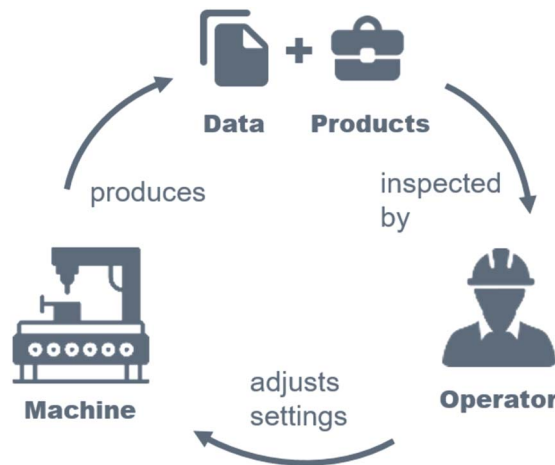 +
Data Products
produces
inspected
by
Machine
adjusts
settings
Operator